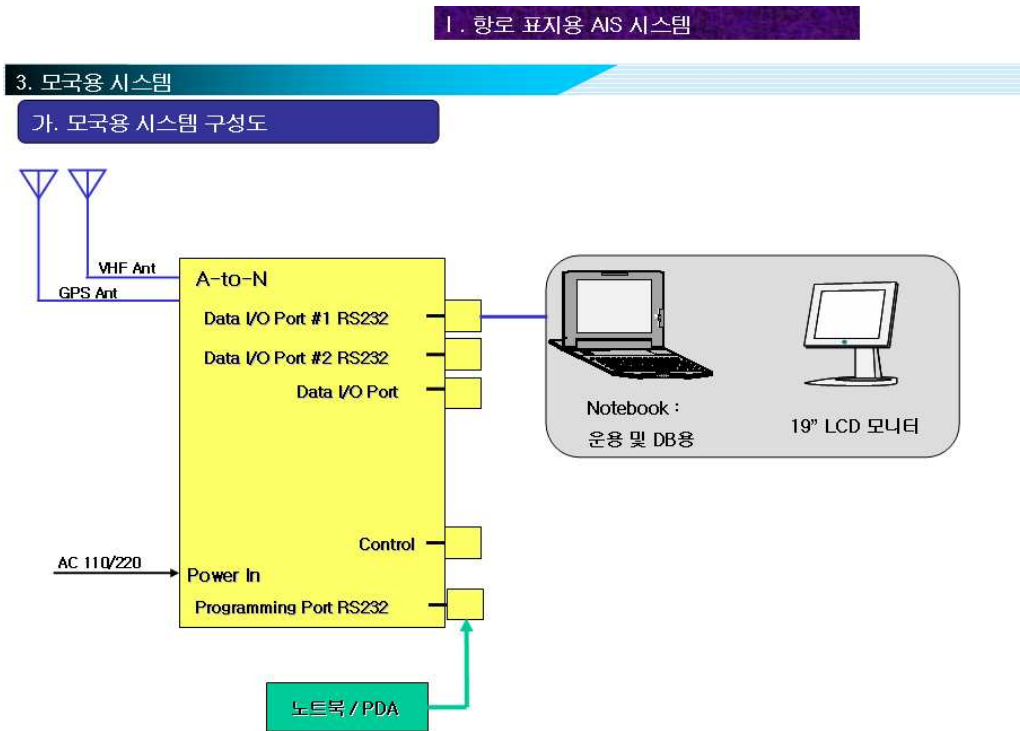 Ⅰ. 항로 표지용 AIS 시스템
3. 모국용 시스템
가. 모국용 시스템 구성도
VHF Ant
GPS Ant
A-to-N
Data I/O Port #1 RS232
Data I/O Port #2 RS232
Data I/O Port
Notebook :
운용 및 DB용
19” LCD 모니터
Control
AC 110/220
Power In
Programming Port RS232
노트북 / PDA